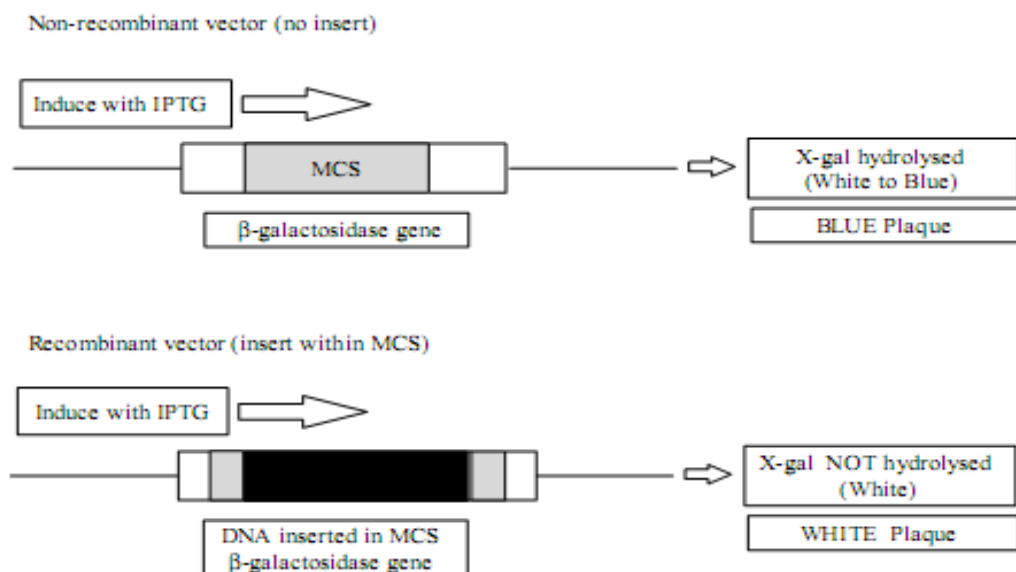 Non-recombinant vector (no insert)
Induce with IPTG
MCS
X-gal hydrolysed
(White to Blue)
β-galactosidase gene
BLUE Plaque
Recombinant vector (insert within MCS)
Induce with IPTG
X-gal NOT hydrolysed
(White)
DNA inserted in MCS
β-galactosidase gene
WHITE Plaque